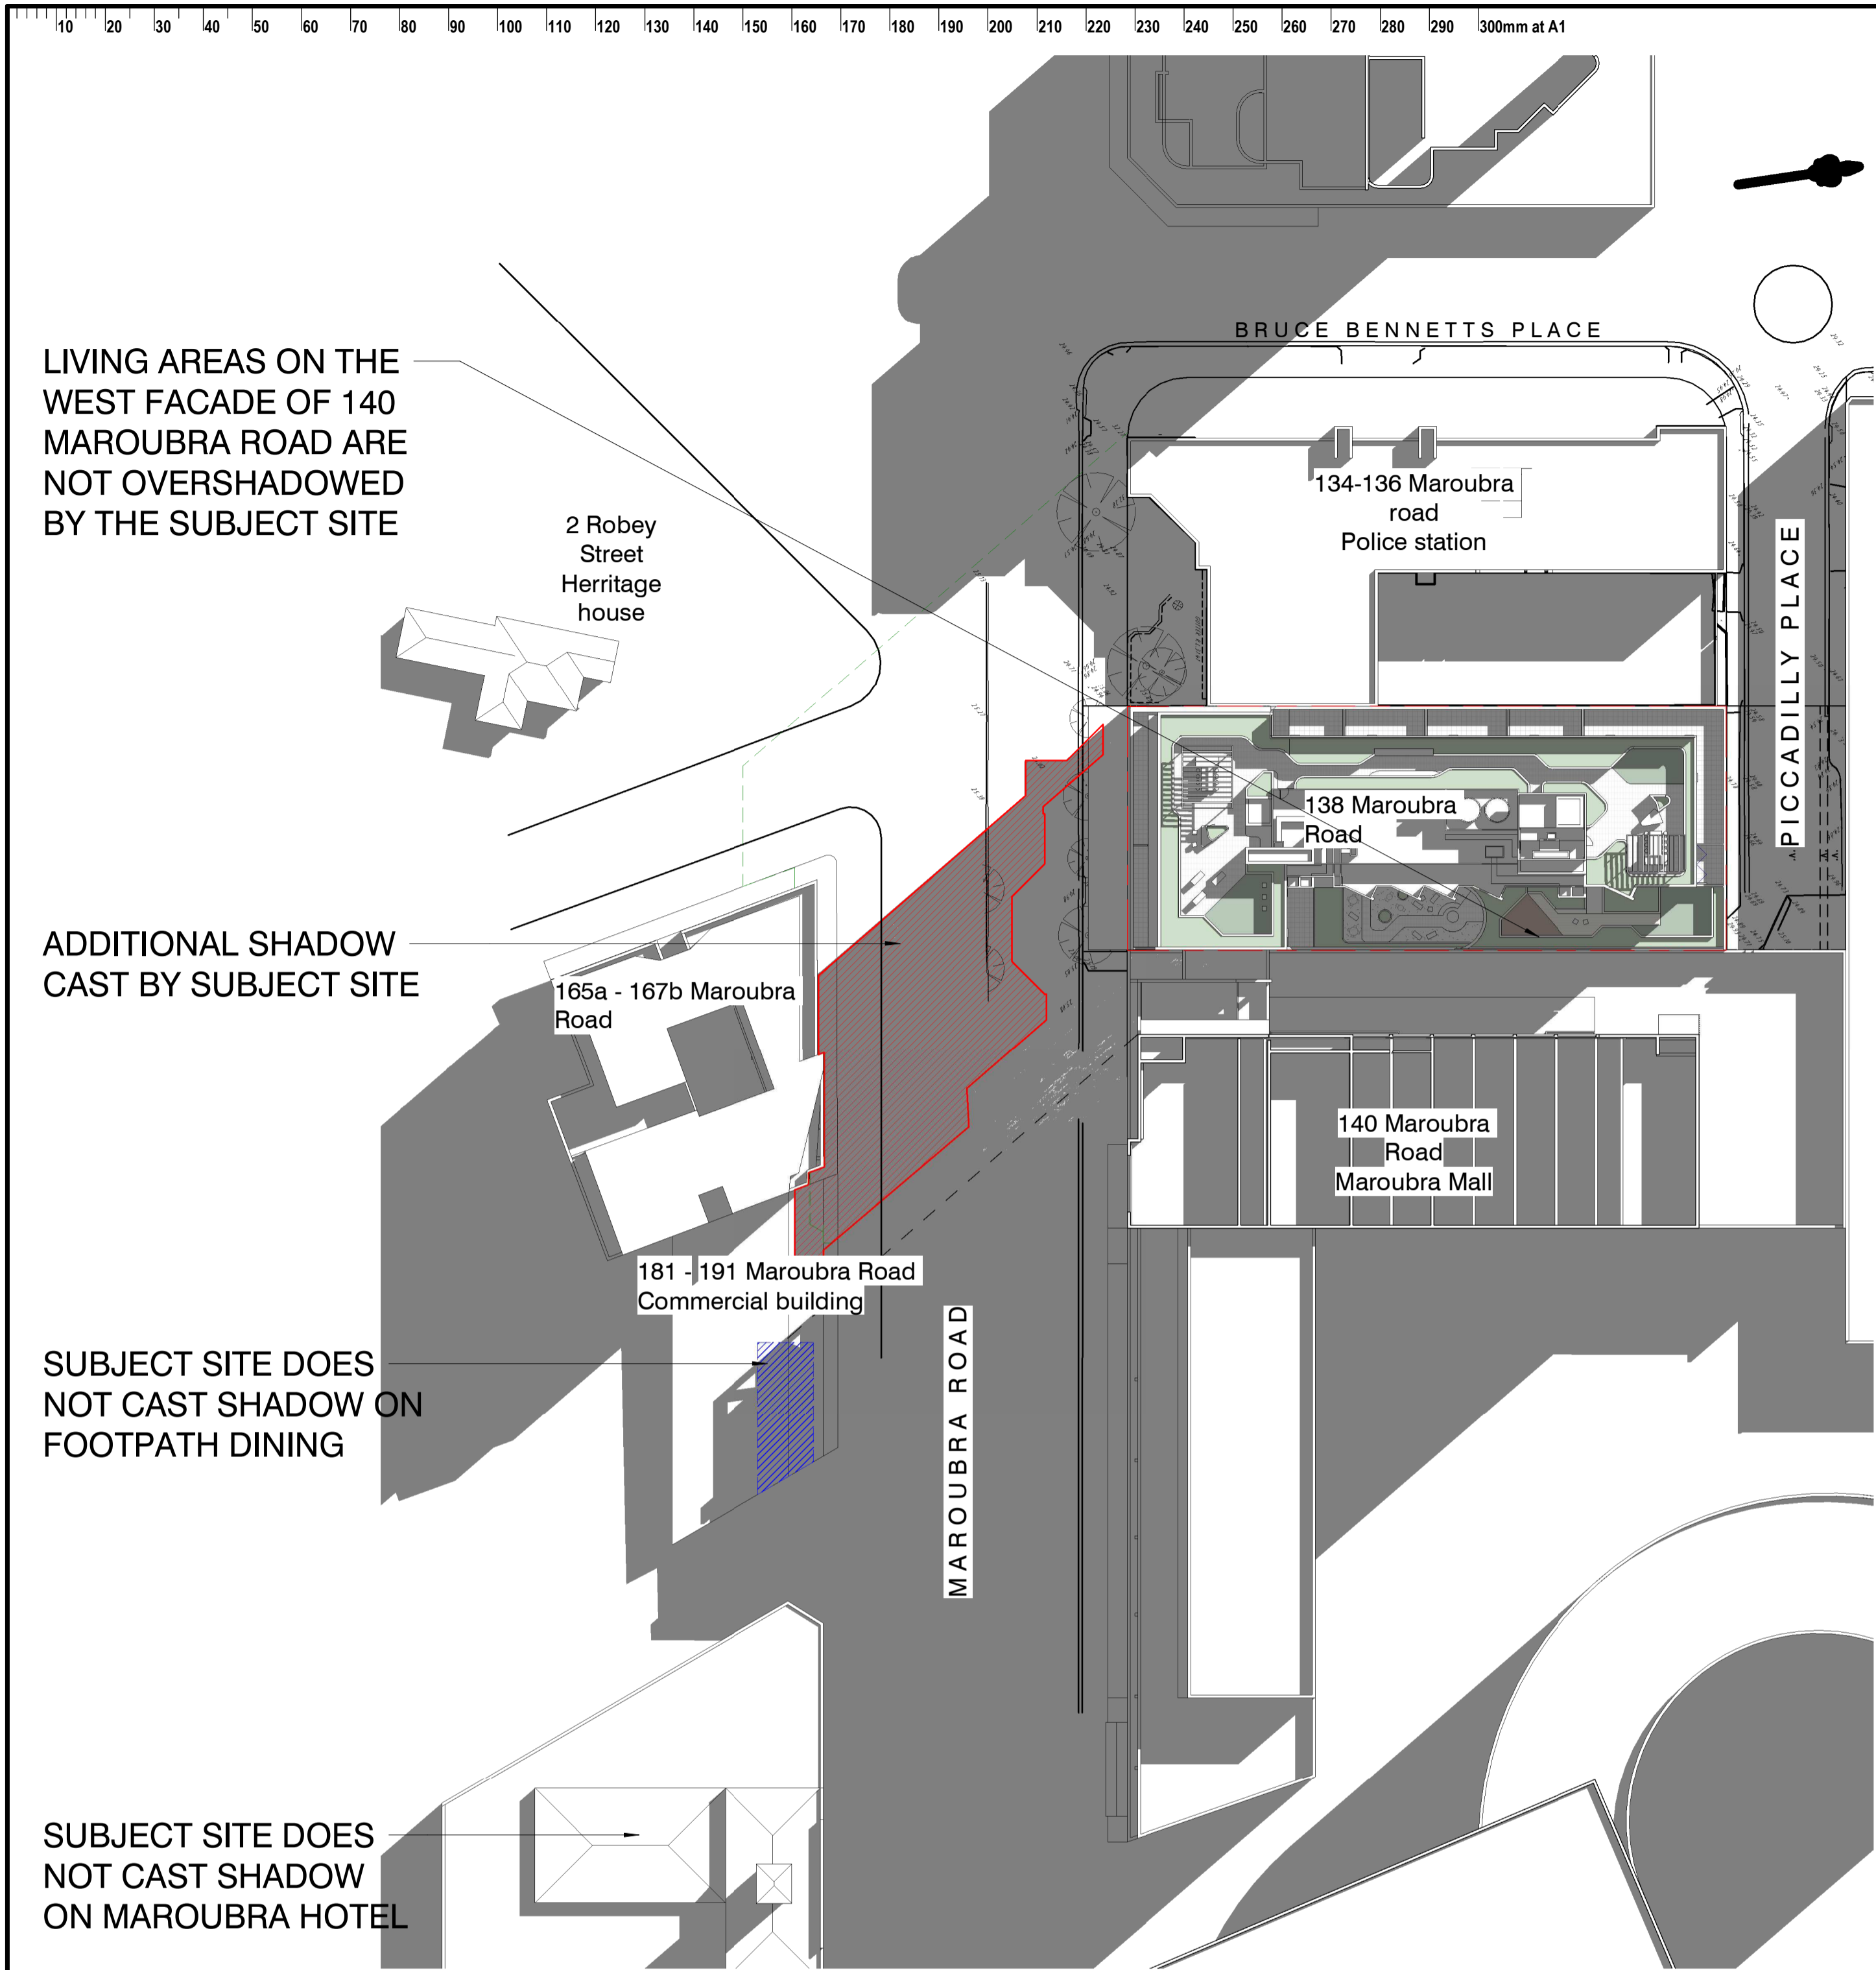 10 20 30 40 50 60 70 80 90 100 110 120 130 140 150 160 170 180 190 200 210 220 230 240 250 260 270 280 290 300mm at A1
BRUCE BENNETTS PLACE
LIVING AREAS ON THE
WEST FACADE OF 140
MAROUBRA ROAD ARE
NOT OVERSHADOWED
BY THE SUBJECT SITE
2 Robey
Street
Herritage
house
134-136 Maroubra
road
Police station
PICCADILLY PLACE
138 Maroubra
Road
ADDITIONAL SHADOW
CAST BY SUBJECT SITE
165a - 167b Maroubra
Road
140 Maroubra
Road
Maroubra Mall
181 - 191 Maroubra Road
Commercial building
MAROUBRA ROAD
SUBJECT SITE DOES
NOT CAST SHADOW ON
FOOTPATH DINING
SUBJECT SITE DOES
NOT CAST SHADOW
ON MAROUBRA HOTEL